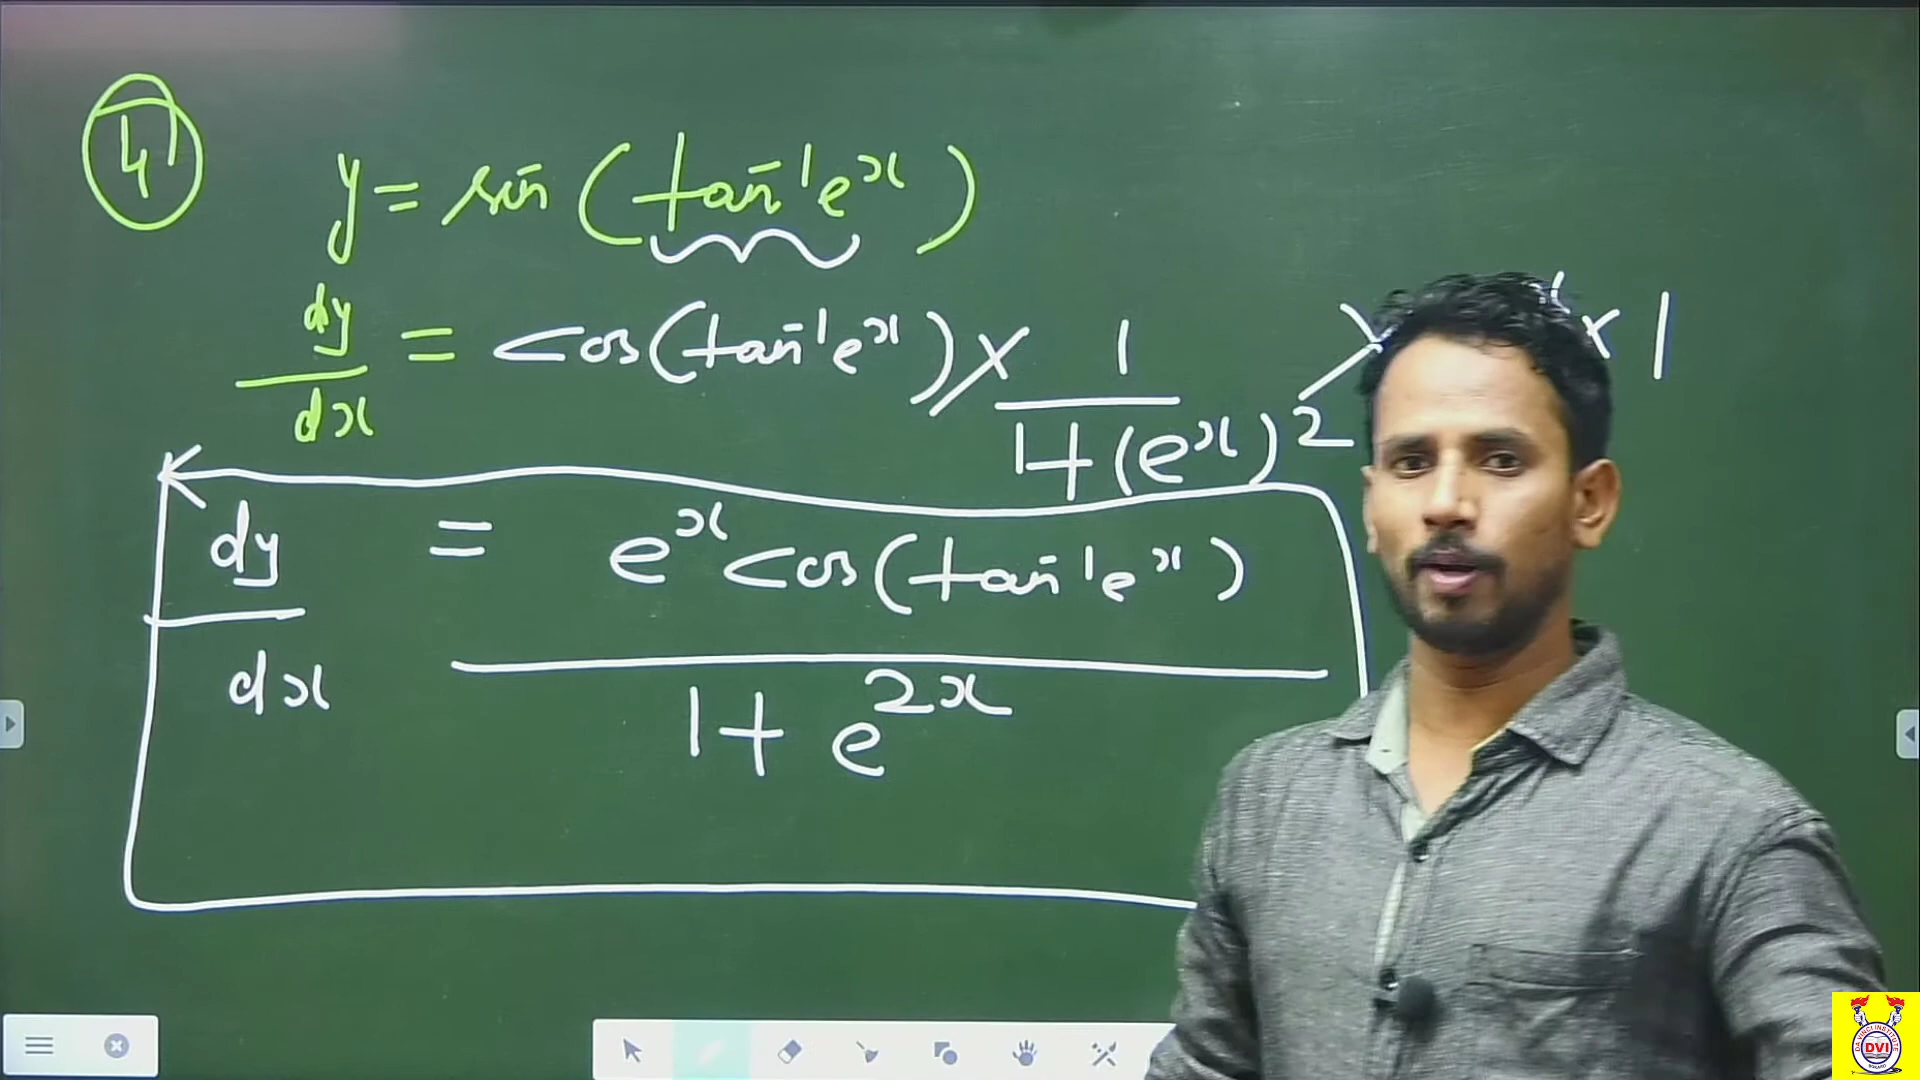 4
y = sin (tan⁻¹eˣ)
dy/dx = cos(tan⁻¹eˣ) × 1/1+(eˣ)² × x × 1
dy/dx = eˣcos(tan⁻¹eˣ)/1+e²ˣ
DVI